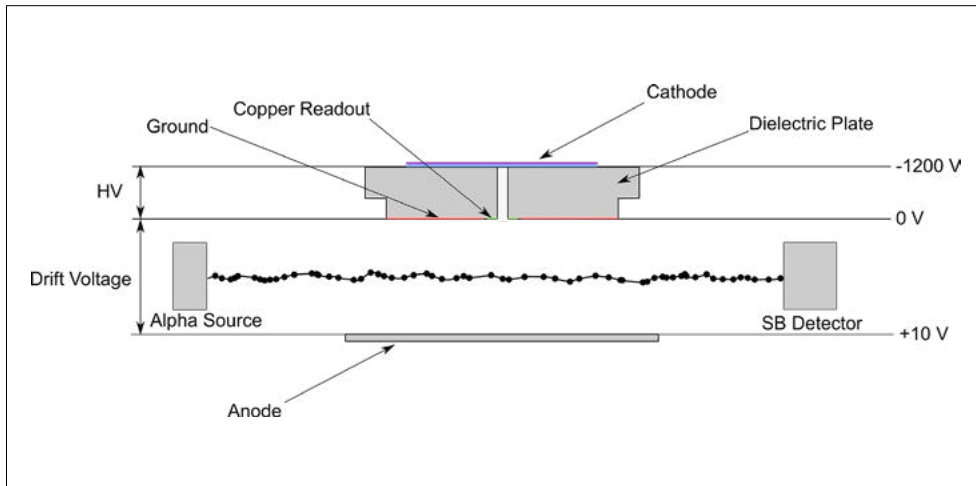 Cathode
Copper Readout
Ground
Dielectric Plate
-1200 V
HV
0 V
Drift Voltage
Alpha Source
SB Detector
+10 V
Anode